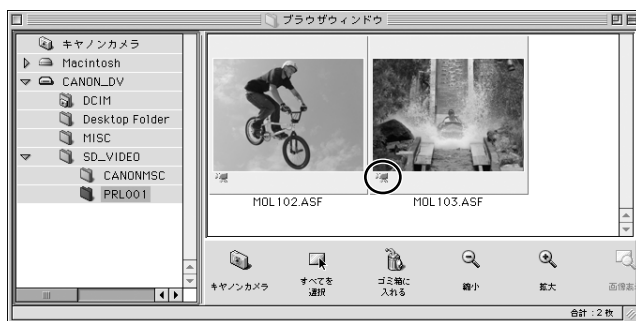 ブラウザウィンドウ
キヤノンカメラ
Macintosh
CANON_DV
DCIM
Desktop Folder
MISC
SD_VIDEO
CANONMSC
PRL001
MOL102.ASF
MOL103.ASF
キヤノンカメラ
すべてを
選択
ゴミ箱に
入れる
縮小
拡大
画像表
合計：2枚